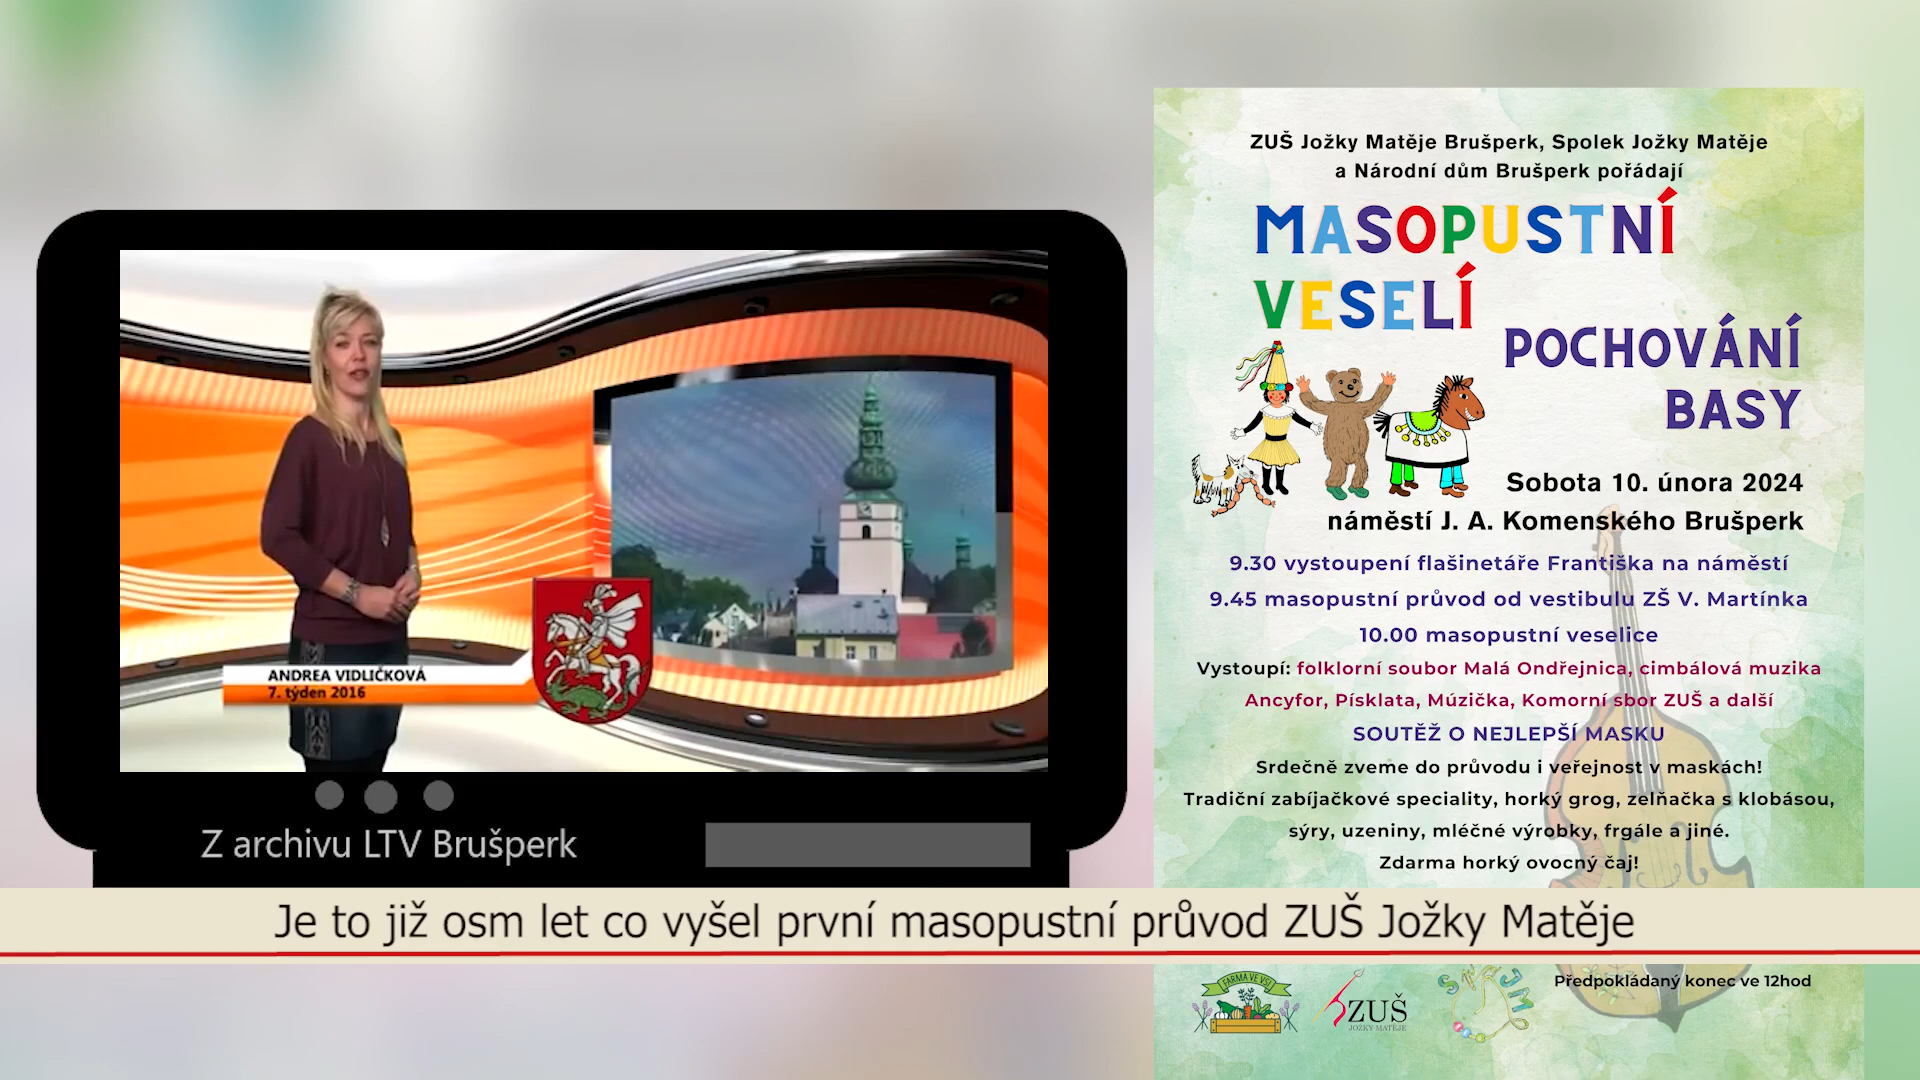 ANDREA VIDLIČKOVÁ
7. týden 2016
Z archivu LTV Brušperk
ZUŠ Jožky Matěje Brušperk, Spolek Jožky Matěje
a Národní dům Brušperk pořádají
MASOPUSTNÍ
VESELÍ
POCHOVÁNÍ
BASY
Sobota 10. února 2024
náměstí J. A. Komenského Brušperk
9.30 vystoupení flašinetáře Františka na náměstí
9.45 masopustní průvod od vestibulu ZŠ V. Martínka
10.00 masopustní veselice
Vystoupí: folklorní soubor Malá Ondřejnica, cimbálová muzika
Ancyfor, Písklata, Múzička, Komorní sbor ZUŠ a další
SOUTĚŽ O NEJLEPŠÍ MASKU
Srdečně zveme do průvodu i veřejnost v maskách!
Tradiční zabíjačkové speciality, horký grog, zelňačka s klobásou,
sýry, uzeniny, mléčné výrobky, frgále a jiné.
Zdarma horký ovocný čaj!
Je to již osm let co vyšel první masopustní průvod ZUŠ Jožky Matěje
Předpokládaný konec ve 12hod
FARMA VE VSI
ZUŠ
JOŽKY MATĚJE